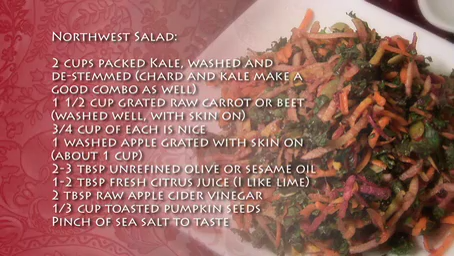 Northwest Salad:
2 cups packed Kale, washed and
de-stemmed (chard and kale make a
good combo as well)
1 1/2 cup grated raw carrot or beet
(washed well, with skin on)
3/4 cup of each is nice
1 washed apple grated with skin on
(about 1 cup)
2-3 tbsp unrefined olive or sesame oil
1-2 tbsp fresh citrus juice (I like lime)
2 tbsp raw apple cider vinegar
1/3 cup toasted pumpkin seeds
Pinch of sea salt to taste